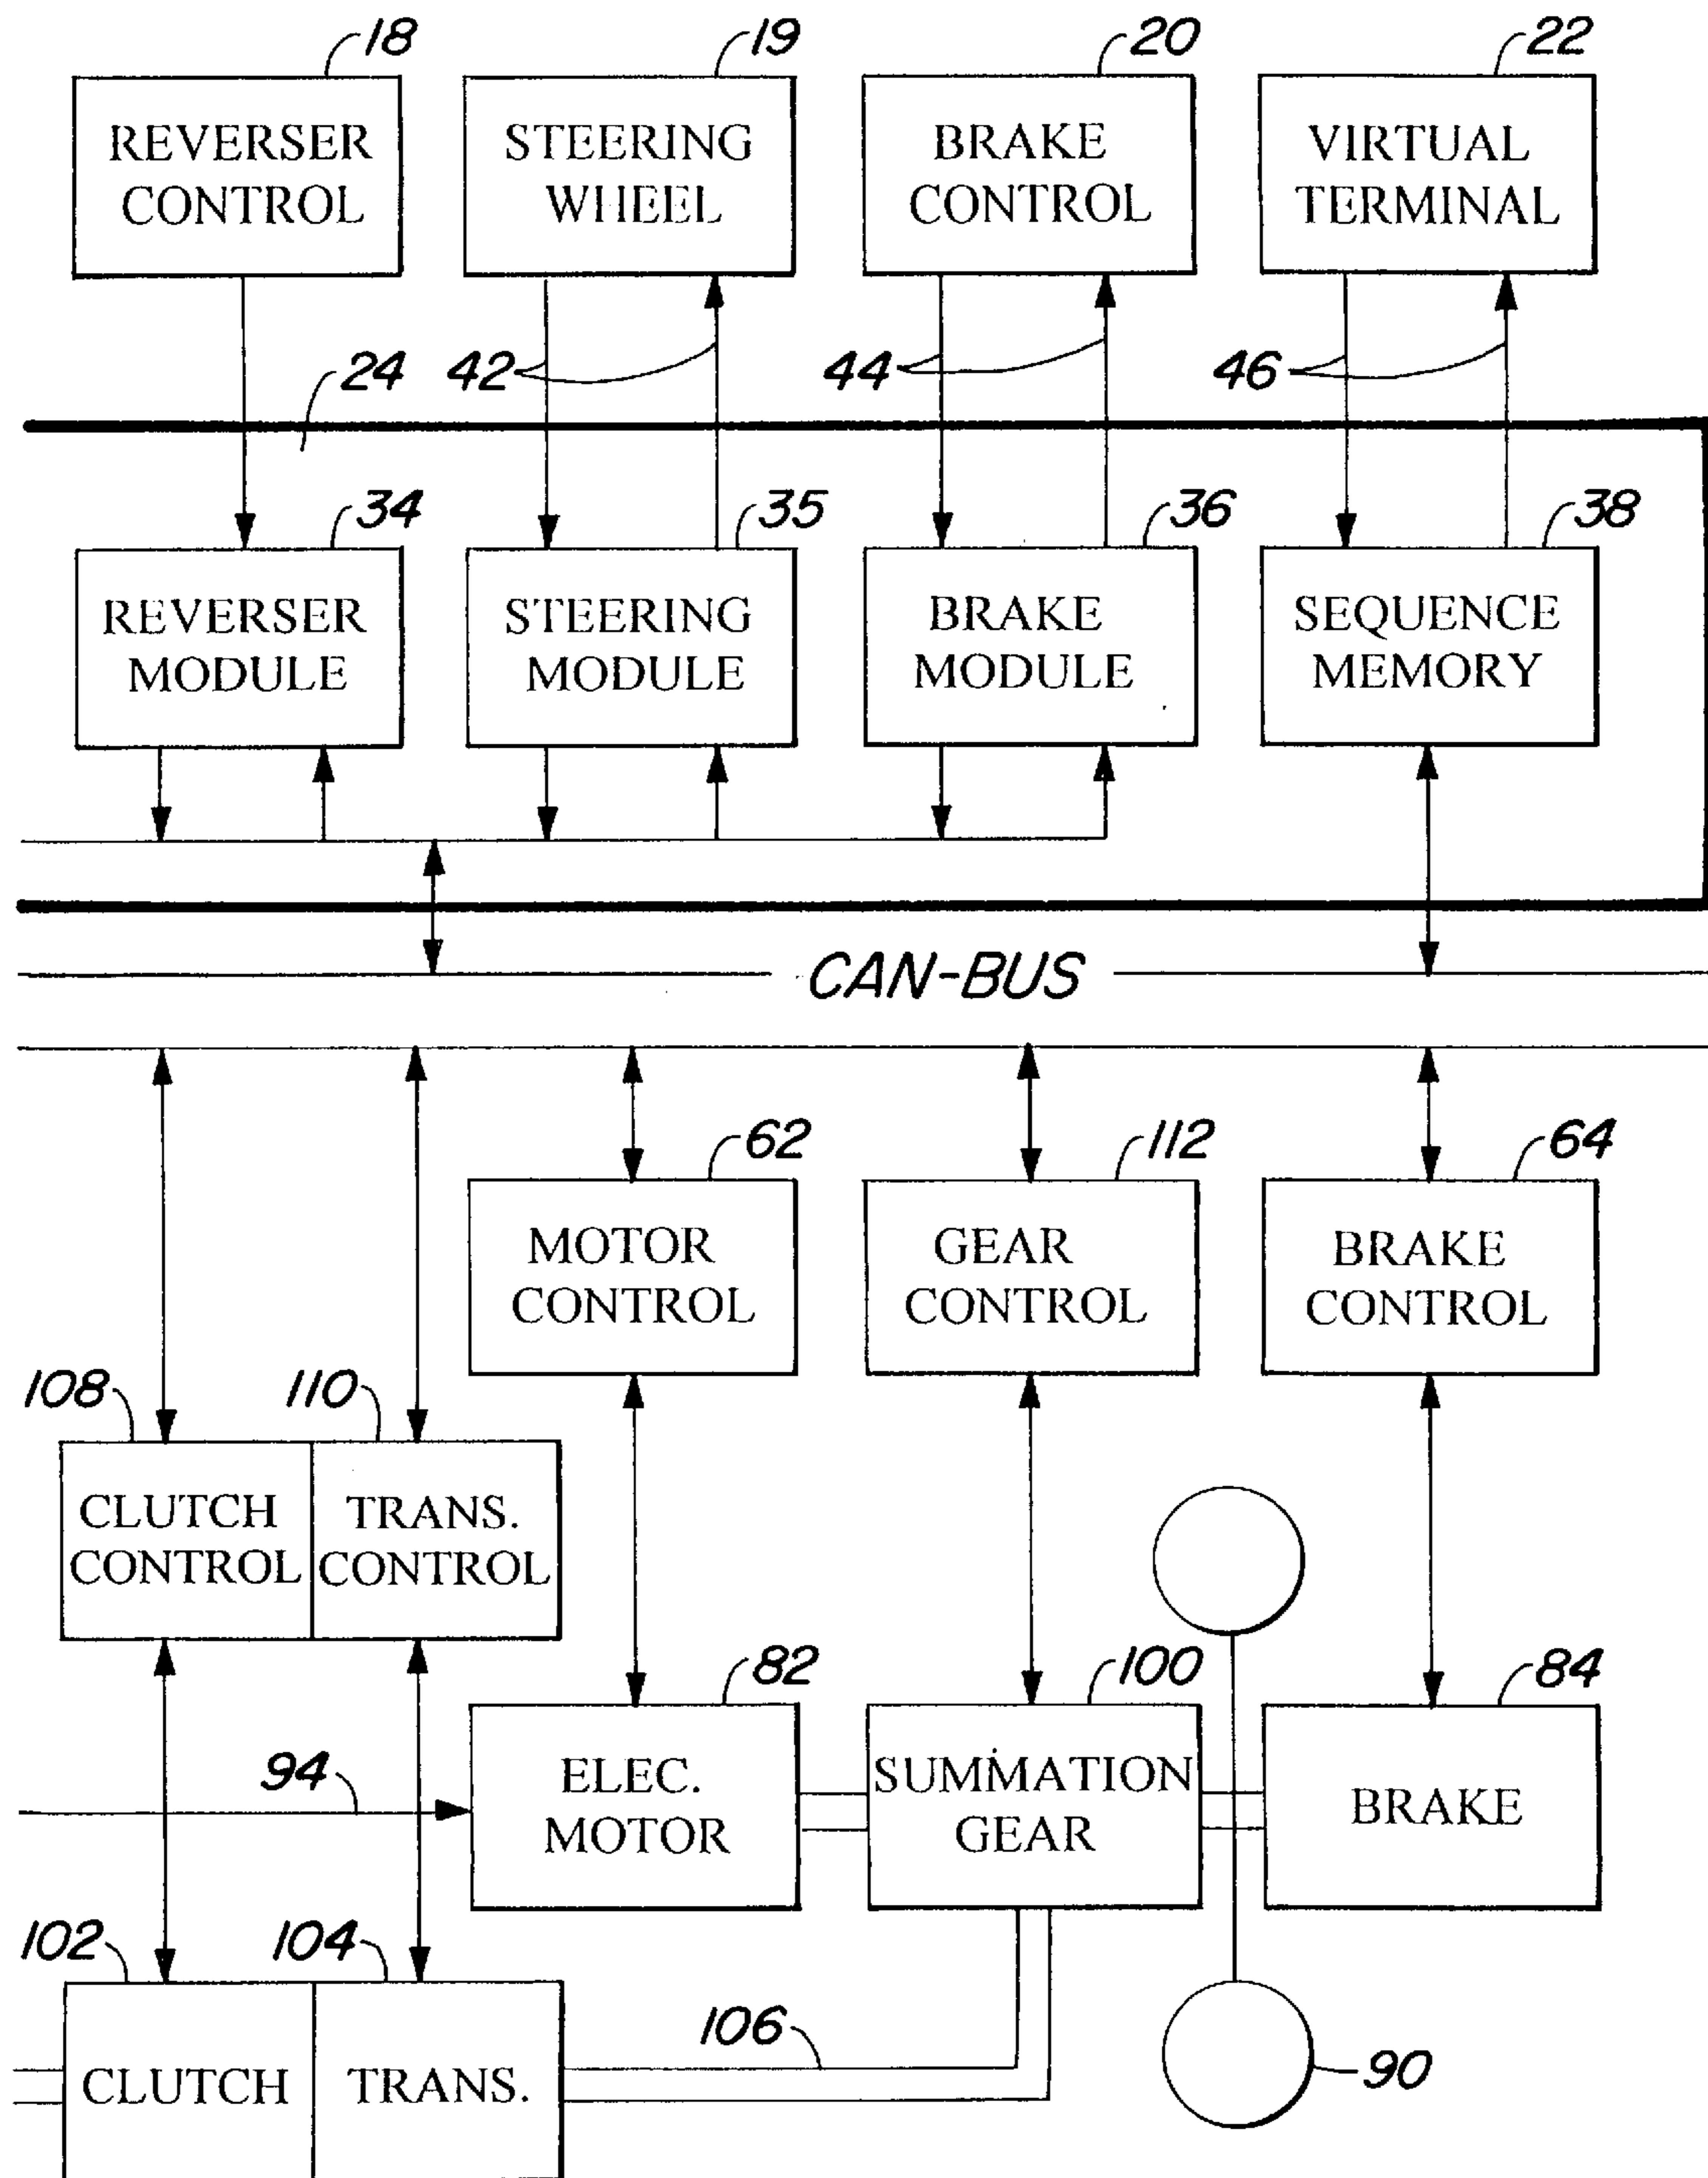 18
19
20
22
REVERSER
CONTROL
STEERING
WHEEL
BRAKE
CONTROL
VIRTUAL
TERMINAL
24
42
44
46
34
35
36
38
REVERSER
MODULE
STEERING
MODULE
BRAKE
MODULE
SEQUENCE
MEMORY
CAN-BUS
62
112
64
MOTOR
CONTROL
GEAR
CONTROL
BRAKE
CONTROL
108
110
CLUTCH
CONTROL
TRANS.
CONTROL
82
100
84
94
ELEC.
MOTOR
SUMMATION
GEAR
BRAKE
102
104
106
90
CLUTCH
TRANS.